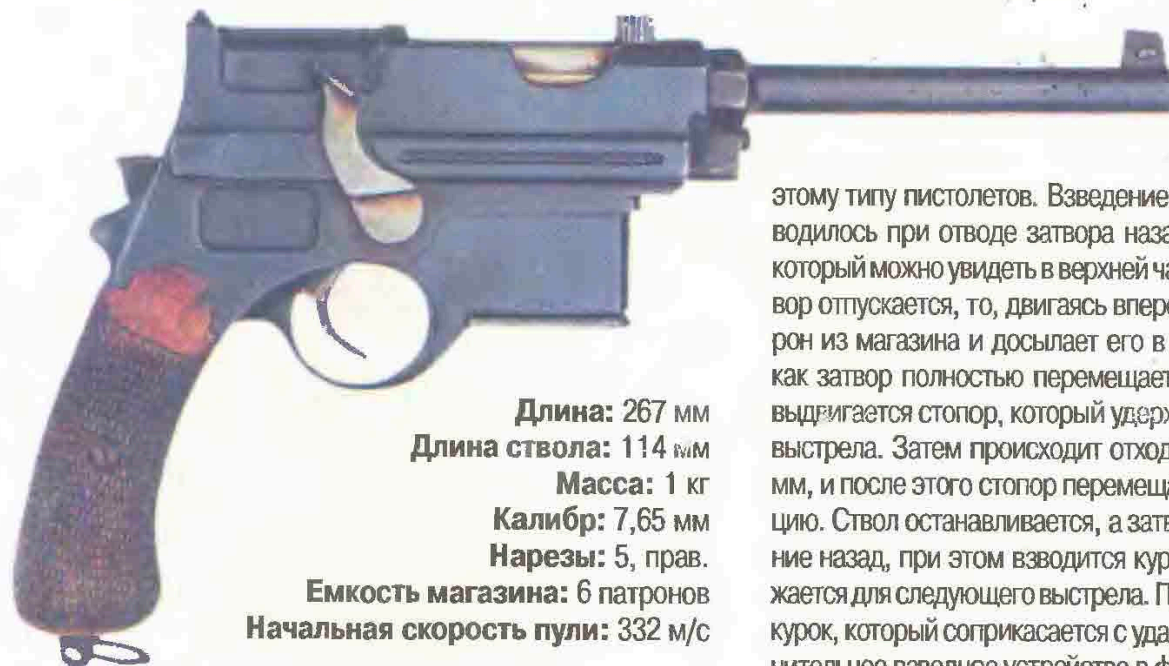 Длина: 267 мм
Длина ствола: 114 мм
Масса: 1 кг
Калибр: 7,65 мм
Нарезы: 5, прав.
Емкость магазина: 6 патронов
Начальная скорость пули: 332 м/с
этому типу пистолетов. Взведение
водилось при отводе затвора наза
который можно увидеть в верхней ча
вор отпускается, то, двигаясь впере
рон из магазина и досылает его в
как затвор полностью перемещает
выдвигается стопор, который удерж
выстрела. Затем происходит отход
мм, и после этого стопор перемеща
цию. Ствол останавливается, а затв
ние назад, при этом взводится кур
жается для следующего выстрела. П
курок, который соприкасается с уда